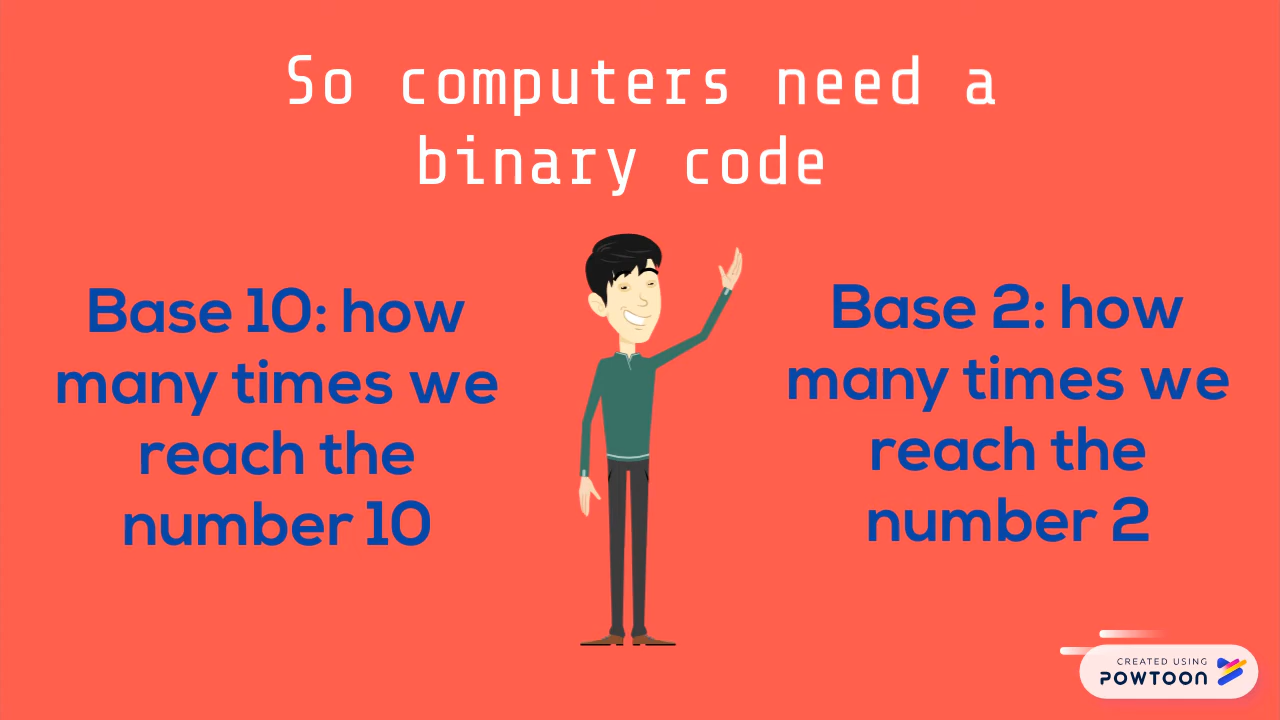 So computers need a
binary code
Base 10: how
many times we
reach the
number 10
Base 2: how
many times we
reach the
number 2
CREATED USING
POWTOON